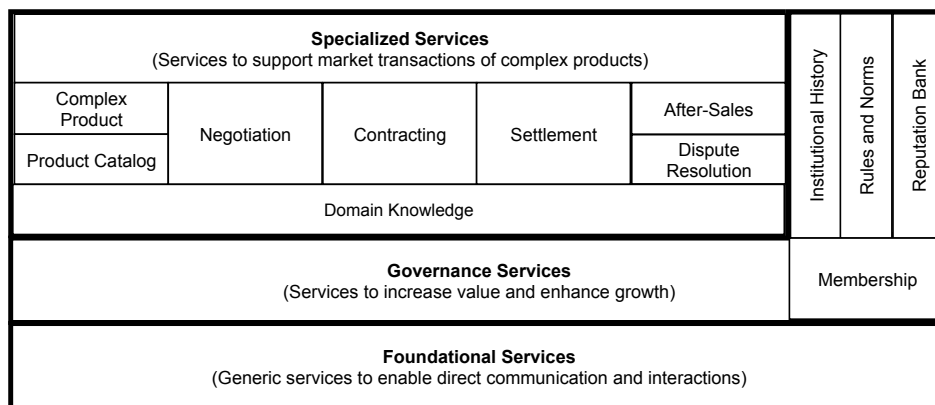 Specialized Services
(Services to support market transactions of complex products)
Complex
Product
Product Catalog
Negotiation
Contracting
Settlement
After-Sales
Dispute
Resolution
Domain Knowledge
Institutional History
Rules and Norms
Reputation Bank
Governance Services
(Services to increase value and enhance growth)
Membership
Foundational Services
(Generic services to enable direct communication and interactions)